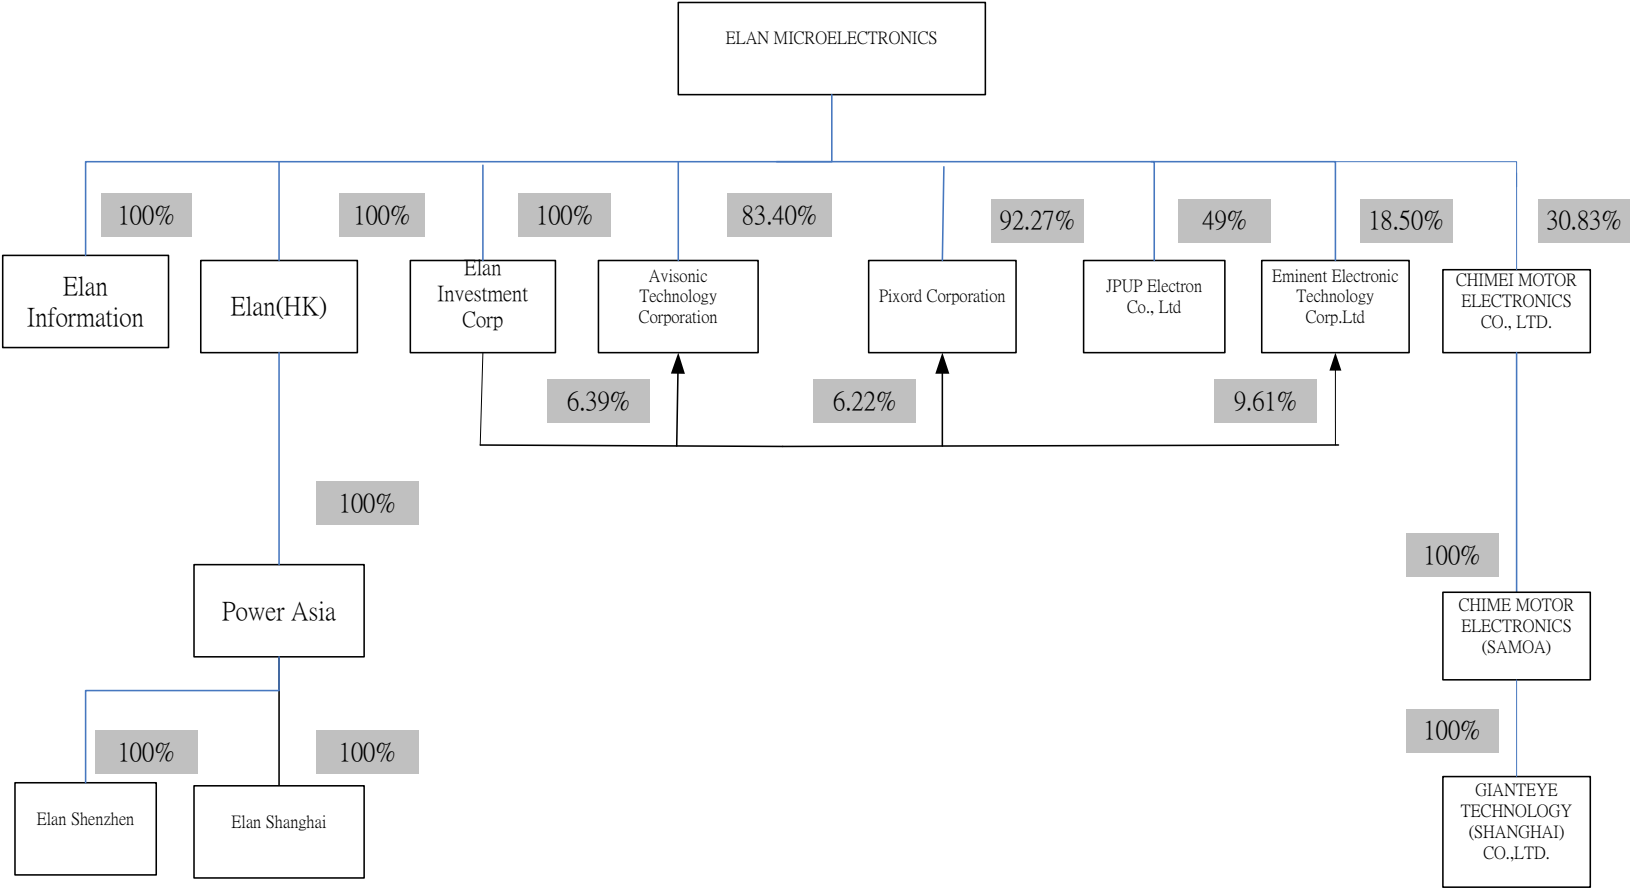 ELAN MICROELECTRONICS
100%
100%
100%
83.40%
92.27%
49%
18.50%
30.83%
Elan
Information
Elan(HK)
Elan
Investment
Corp
Avisonic
Technology
Corporation
Pixord Corporation
JPUP Electron
Co., Ltd
Eminent Electronic
Technology
Corp.Ltd
CHIMEI MOTOR
ELECTRONICS
CO., LTD.
6.39%
6.22%
9.61%
100%
100%
Power Asia
CHIME MOTOR
ELECTRONICS
(SAMOA)
100%
100%
100%
Elan Shenzhen
Elan Shanghai
GIANTEYE
TECHNOLOGY
(SHANGHAI)
CO.,LTD.